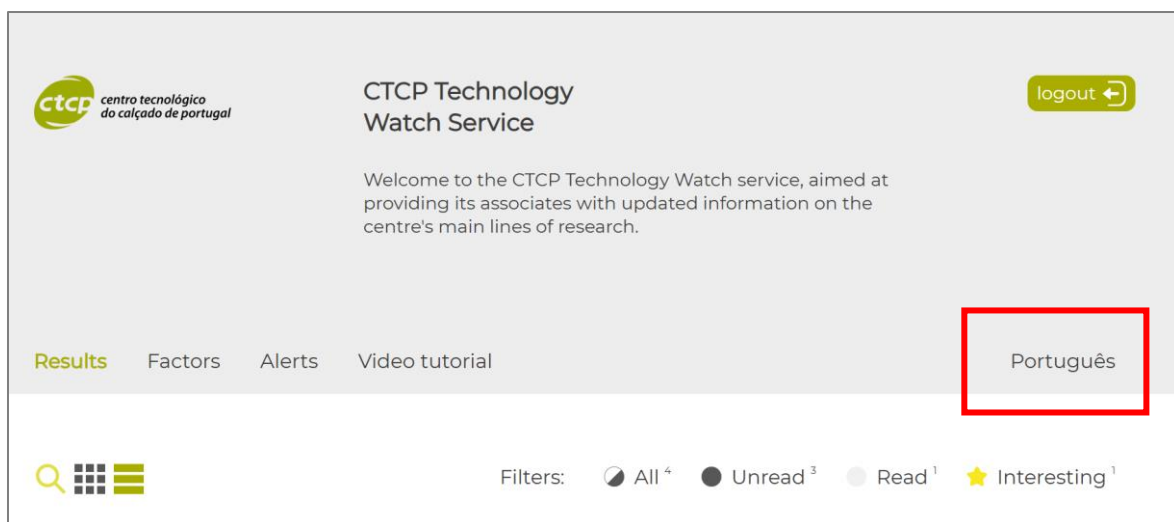 ctcp centro tecnológico
do calçado de portugal
CTCP Technology
Watch Service
logout
Welcome to the CTCP Technology Watch service, aimed at
providing its associates with updated information on the
centre's main lines of research.
Results Factors Alerts Video tutorial Português
Filters: All 4 Unread 3 Read 1 Interesting 1